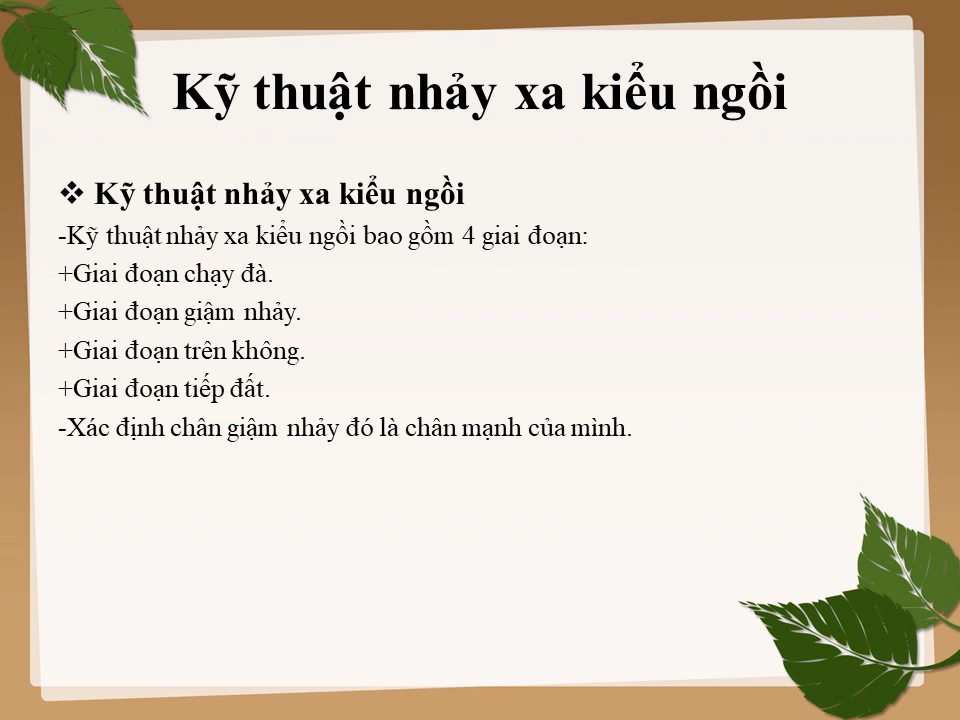 Kỹ thuật nhảy xa kiểu ngồi
❖ Kỹ thuật nhảy xa kiểu ngồi
-Kỹ thuật nhảy xa kiểu ngồi bao gồm 4 giai đoạn:
+Giai đoạn chạy đà.
+Giai đoạn giậm nhảy.
+Giai đoạn trên không.
+Giai đoạn tiếp đất.
-Xác định chân giậm nhảy đó là chân mạnh của mình.